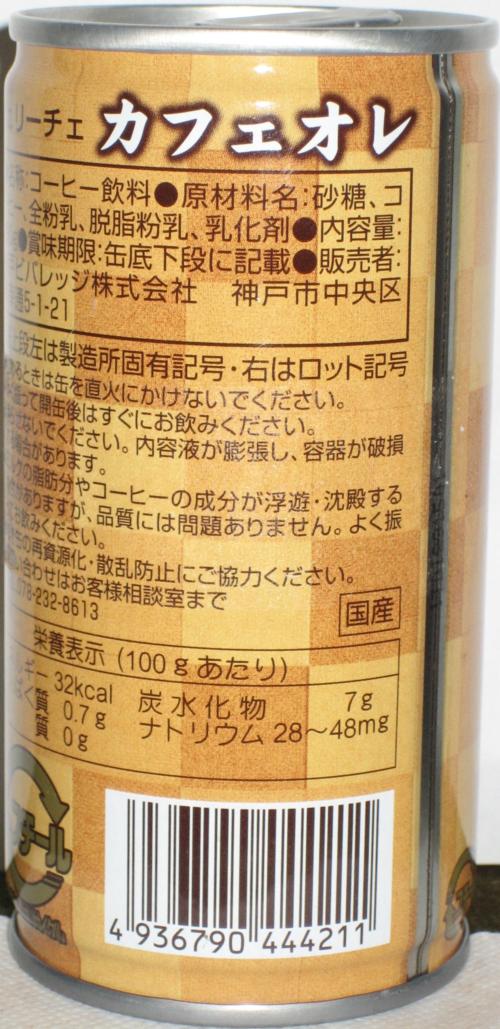 リーチェ カフェオレ
名称:コーヒー飲料●原材料名:砂糖、コ
ー、全粉乳、脱脂粉乳、乳化剤●内容量:
●賞味期限:缶底下段に記載●販売者:
ビバレッジ株式会社 神戸市中央区
通5-1-21
段左は製造所固有記号・右はロット記号
るときは缶を直火にかけないでください。
って開缶後はすぐにお飲みください。
さないでください。内容液が膨張し、容器が破損
場合があります。
の脂肪分やコーヒーの成分が浮遊・沈殿する
がありますが、品質には問題ありません。よく振
お飲みください。
の再資源化・散乱防止にご協力ください。
い合わせはお客様相談室まで
078-232-8613
国産
栄養表示(100gあたり)
ルギー 32kcal 炭水化物 7g
く質 0.7g ナトリウム 28～48mg
質 0g
チール
4 936790 444211